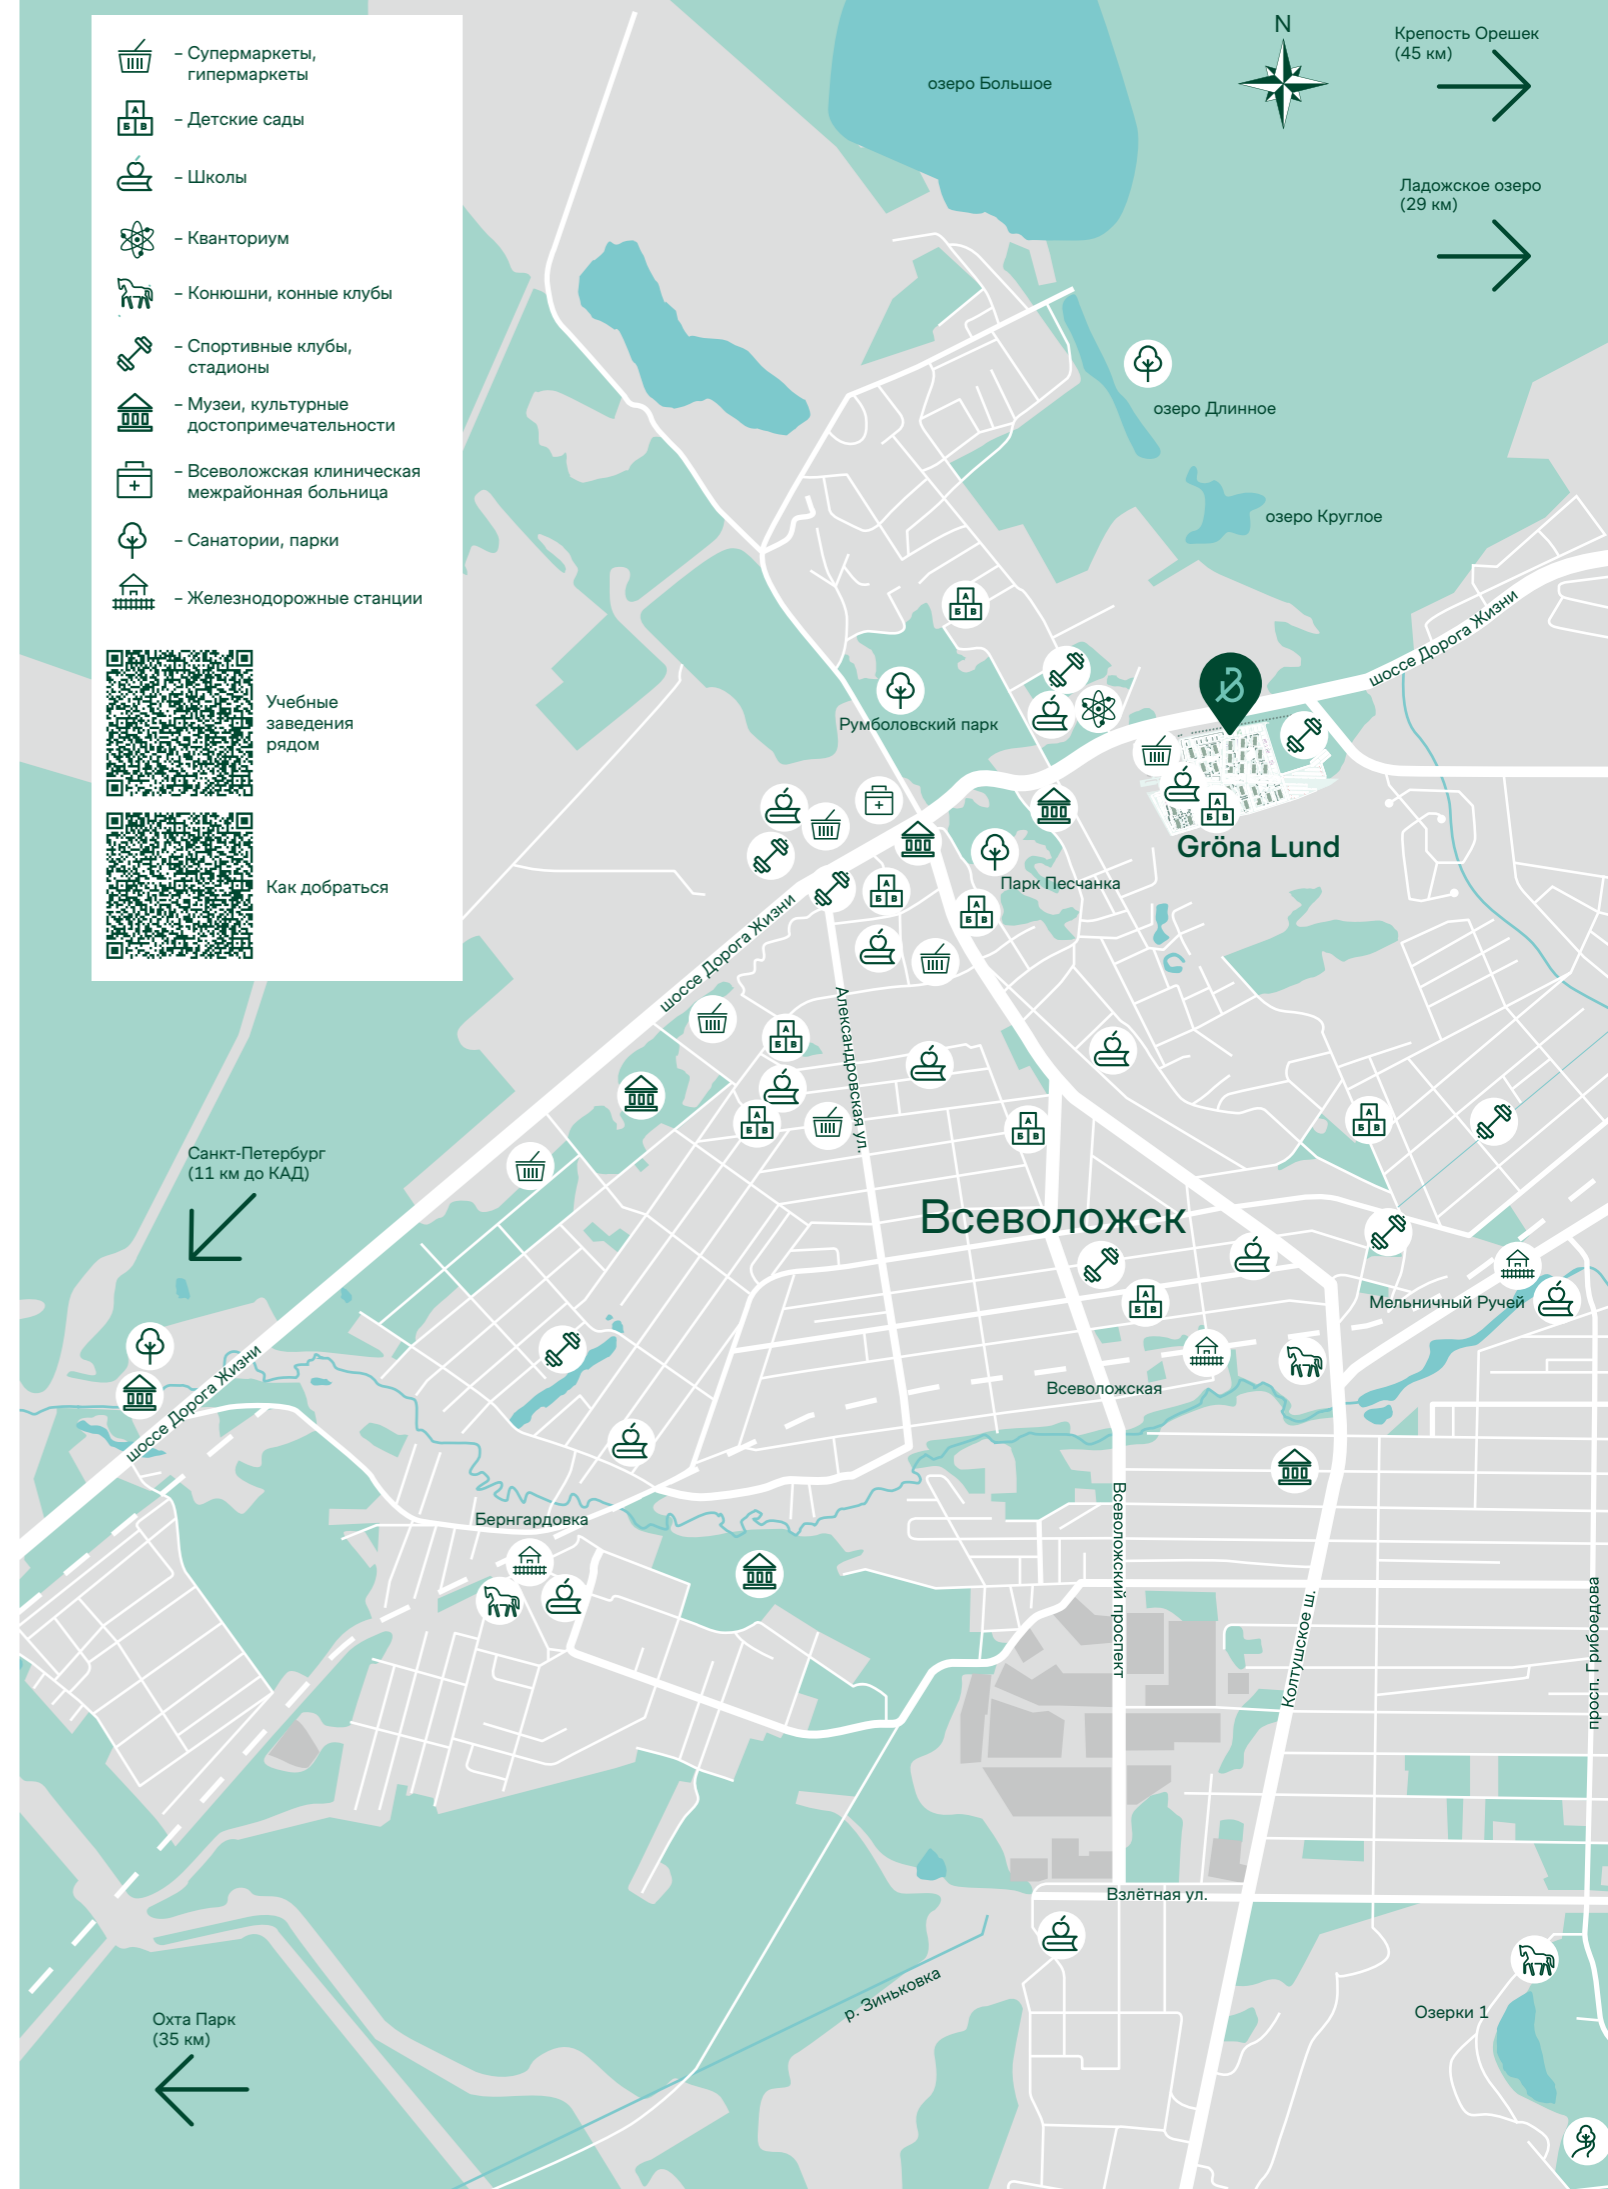 – Супермаркеты,
гипермаркеты
– Детские сады
– Школы
– Кванториум
– Конюшни, конные клубы
– Спортивные клубы,
стадионы
– Музеи, культурные
достопримечательности
– Всеволожская клиническая
межрайонная больница
– Санатории, парки
– Железнодорожные станции
Учебные
заведения
рядом
Как добраться
озеро Большое
N
Крепость Орешек
(45 км)
Ладожское озеро
(29 км)
озеро Длинное
озеро Круглое
шоссе Дорога Жизни
Румболовский парк
Gröna Lund
Парк Песчанка
шоссе Дорога Жизни
Александровская ул.
Санкт-Петербург
(11 км до КАД)
Всеволожск
Мельничный Ручей
шоссе Дорога Жизни
Всеволожская
Бернгардовка
Всеволожский проспект
Колтушское ш.
просп. Грибоедова
Взлётная ул.
р. Зиньковка
Озерки 1
Охта Парк
(35 км)